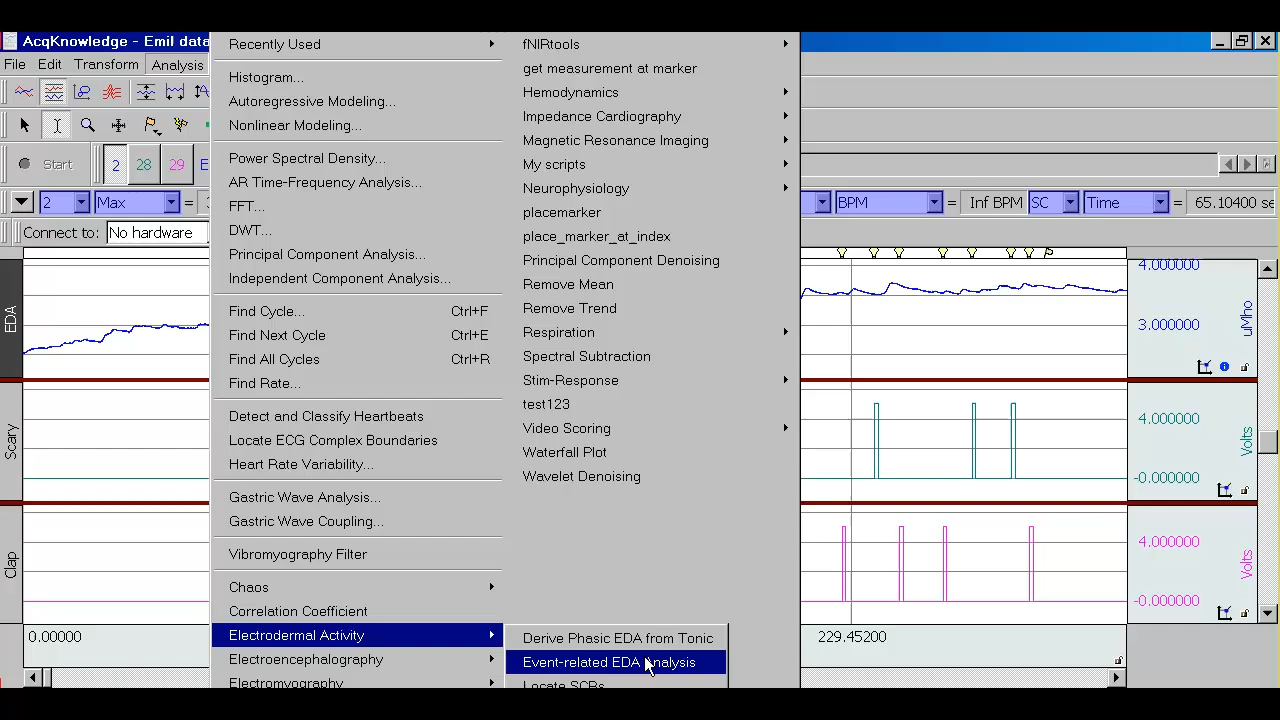 AcqKnowledge - Emil data
File Edit Transform Analysis
Start 2 28 29 E
2 Max = BPM = Inf BPM SC Time = 65.10400 se
Connect to: No hardware
Recently Used
Histogram...
Autoregressive Modeling...
Nonlinear Modeling...
Power Spectral Density...
AR Time-Frequency Analysis...
FFT...
DWT...
Principal Component Analysis...
Independent Component Analysis...
Find Cycle... Ctrl+F
Find Next Cycle Ctrl+E
Find All Cycles Ctrl+R
Find Rate...
Detect and Classify Heartbeats
Locate ECG Complex Boundaries
Heart Rate Variability...
Gastric Wave Analysis...
Gastric Wave Coupling...
Vibromyography Filter
Chaos
Correlation Coefficient
Electrodermal Activity
Electroencephalography
Electromyography
fNIRtools
get measurement at marker
Hemodynamics
Impedance Cardiography
Magnetic Resonance Imaging
My scripts
Neurophysiology
placemarker
place_marker_at_index
Principal Component Denoising
Remove Mean
Remove Trend
Respiration
Spectral Subtraction
Stim-Response
test123
Video Scoring
Waterfall Plot
Wavelet Denoising
Derive Phasic EDA from Tonic
Event-related EDA Analysis
Locate SCRs
EDA
4.000000
3.000000
uMho
Scary
4.000000
-0.000000
Volts
Clap
4.000000
-0.000000
Volts
0.00000
229.45200